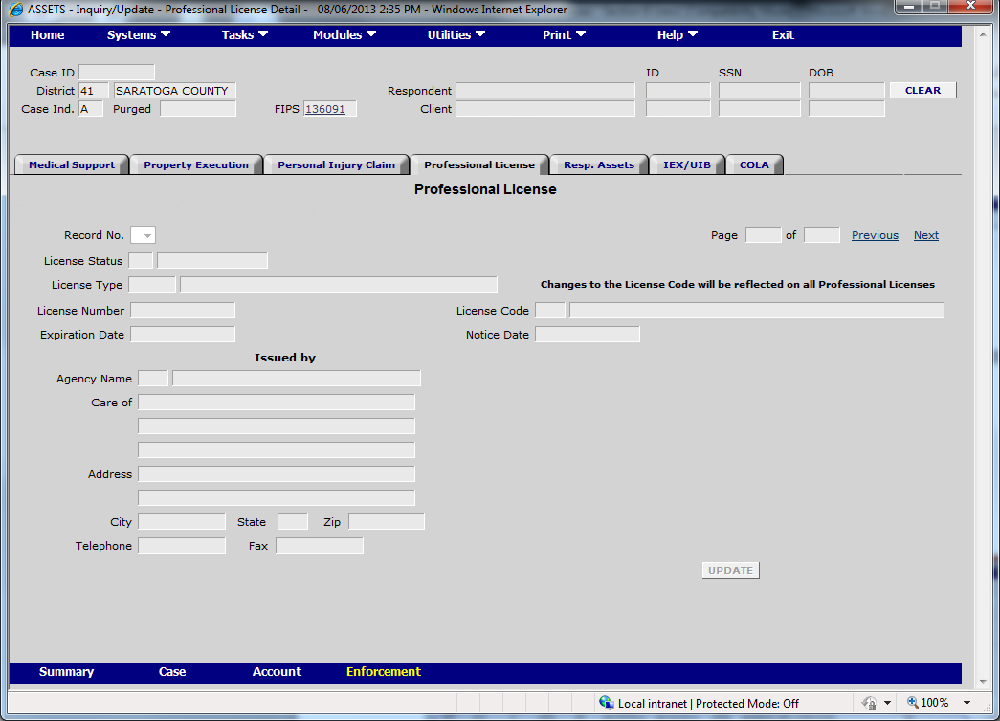 ASSETS - Inquiry/Update - Professional License Detail - 08/06/2013 2:35 PM - Windows Internet Explorer
Home Systems Tasks Modules Utilities Print Help Exit
ID SSN DOB
Case ID
District 41 SARATOGA COUNTY Respondent CLEAR
Case Ind. A Purged FIPS 136091 Client
Medical Support Property Execution Personal Injury Claim Professional License Resp. Assets IEX/UIB COLA
Professional License
Record No. Page of Previous Next
License Status
License Type Changes to the License Code will be reflected on all Professional Licenses
License Number License Code
Expiration Date Notice Date
Issued by
Agency Name
Care of
Address
City State Zip
Telephone Fax
UPDATE
Summary Case Account Enforcement
Local intranet | Protected Mode: Off 100%